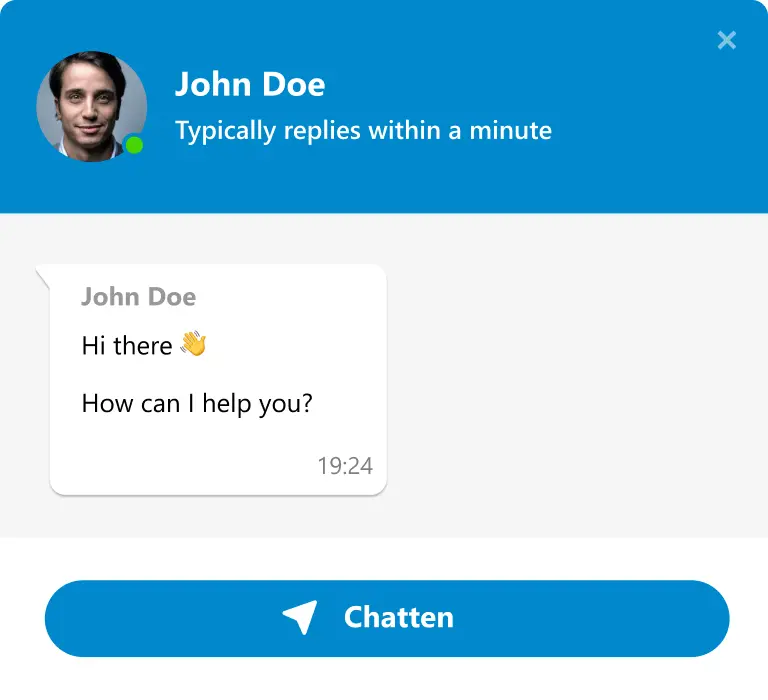 John Doe
Typically replies within a minute
John Doe
Hi there 👋
How can I help you?
19:24
Chatten